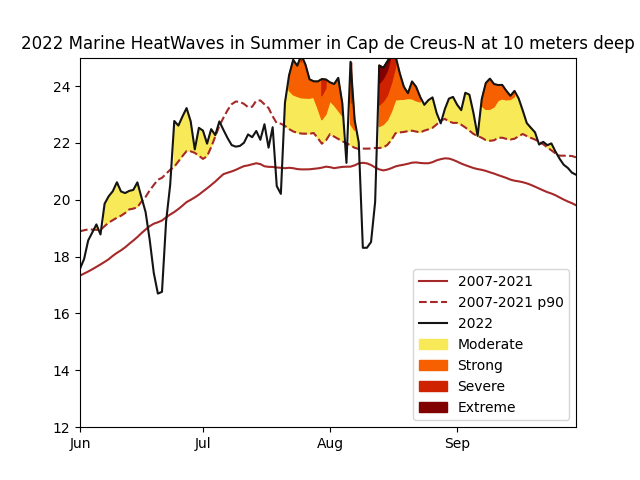 2022 Marine HeatWaves in Summer in Cap de Creus-N at 10 meters deep
24
22
20
18
16
14
12
Jun
Jul
Aug
Sep
2007-2021
2007-2021 p90
2022
Moderate
Strong
Severe
Extreme